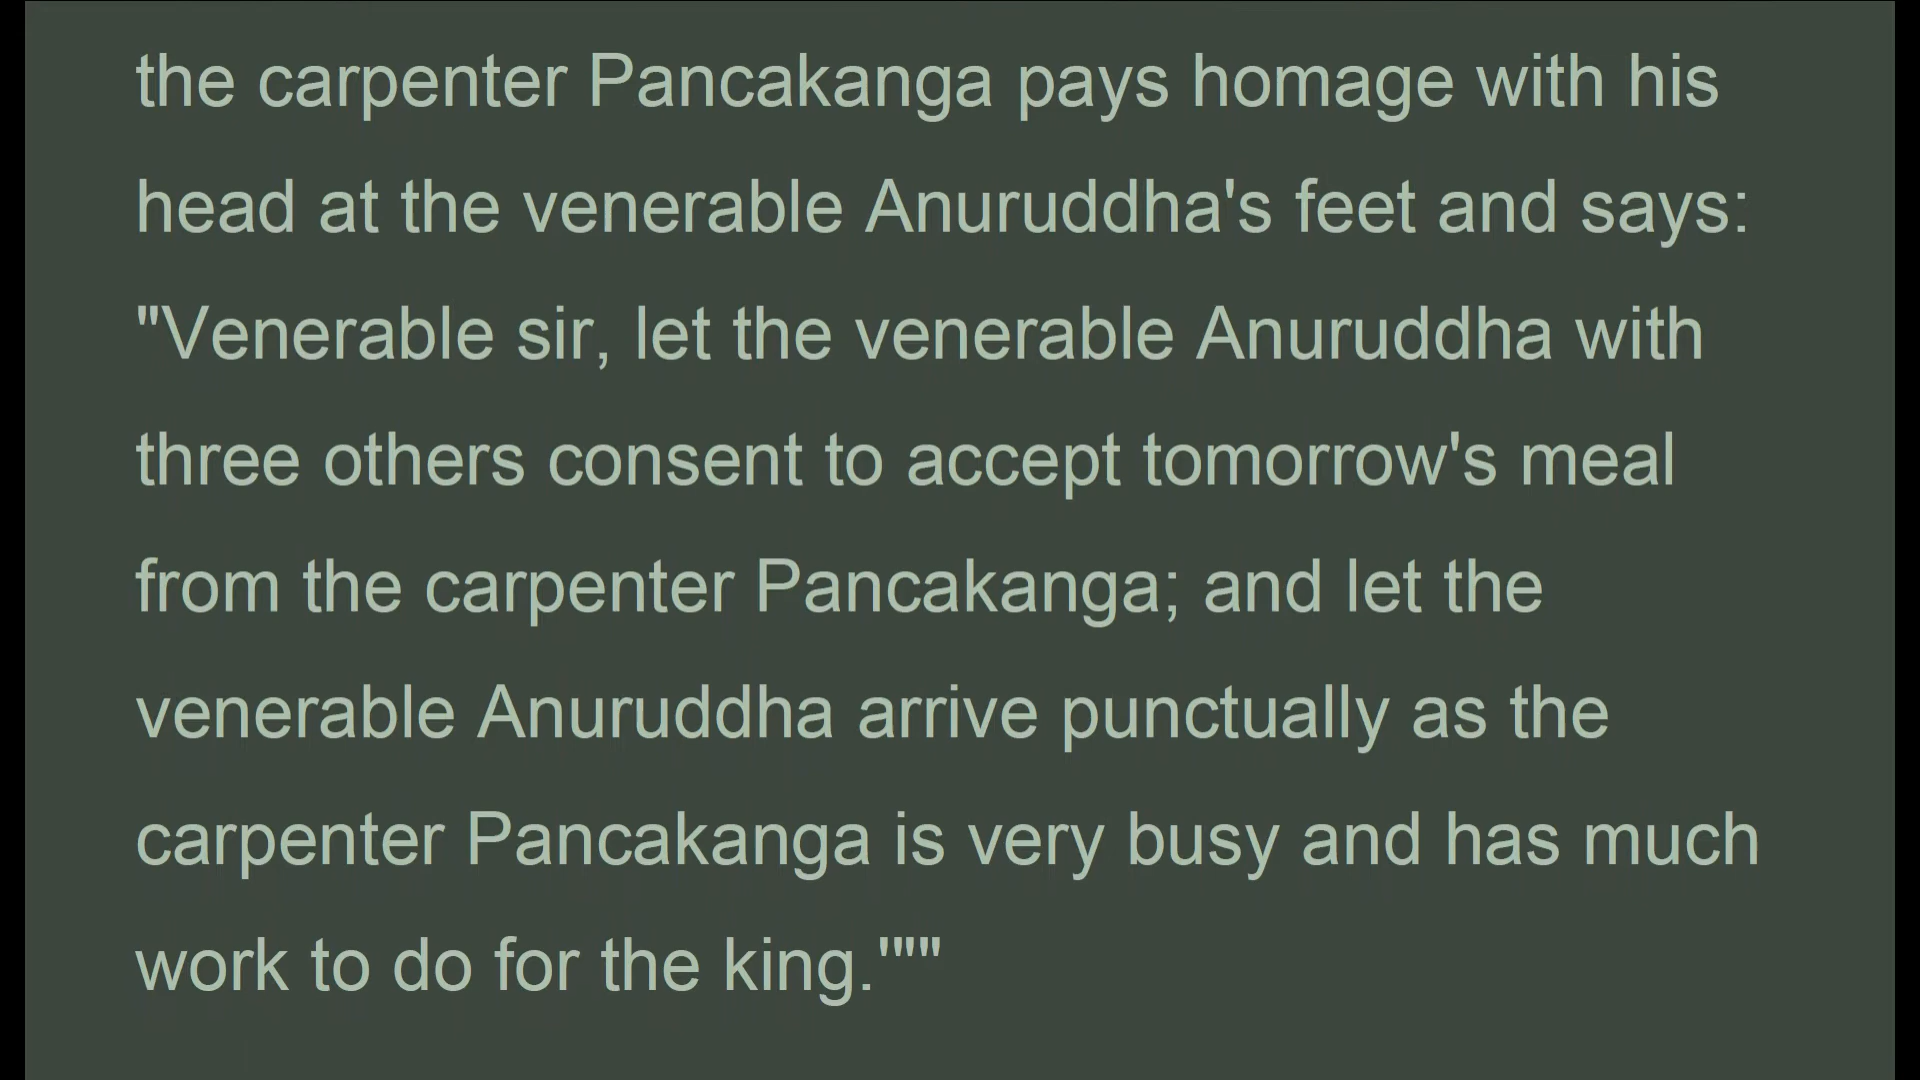 the carpenter Pancakanga pays homage with his
head at the venerable Anuruddha's feet and says:
"Venerable sir, let the venerable Anuruddha with
three others consent to accept tomorrow's meal
from the carpenter Pancakanga; and let the
venerable Anuruddha arrive punctually as the
carpenter Pancakanga is very busy and has much
work to do for the king.'""